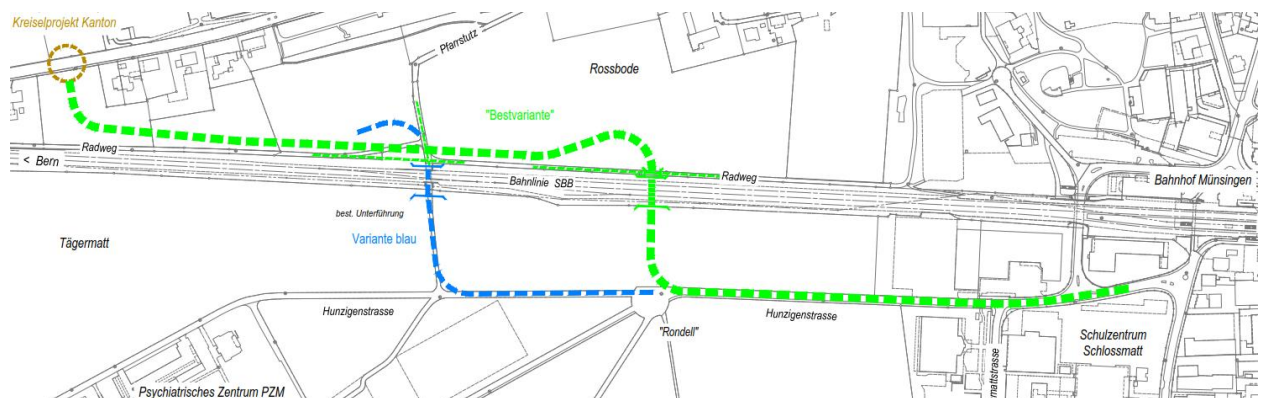 Kreiselprojekt Kanton
Pfarrstutz
Rossbode
"Bestvariante"
Radweg
< Bern
Bahnlinie SBB
Radweg
Bahnhof Münsingen
best. Unterführung
Tägermatt
Variante blau
Hunzigenstrasse
"Rondell"
Hunzigenstrasse
mattstrasse
Schulzentrum
Schlossmatt
Psychiatrisches Zentrum PZM